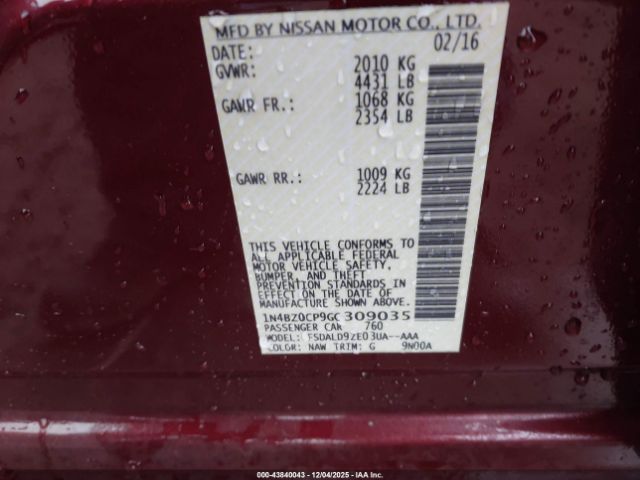 MFD BY NISSAN MOTOR CO., LTD.
DATE: 02/16
GVWR: 2010 KG
4431 LB
GAWR FR.: 1068 KG
2354 LB
GAWR RR.: 1009 KG
2224 LB
THIS VEHICLE CONFORMS TO
ALL APPLICABLE FEDERAL
MOTOR VEHICLE SAFETY,
BUMPER, AND THEFT
PREVENTION STANDARDS
IN EFFECT ON THE DATE OF
MANUFACTURE SHOWN ABOVE.
1N4BZ0CP9GC 309035
PASSENGER CAR 760
MODEL: FSDALD9ZE03UA--AAA
COLOR: NAW TRIM: G 9N00A
000-43840043 | 12/04/2025 | IAA, Inc.